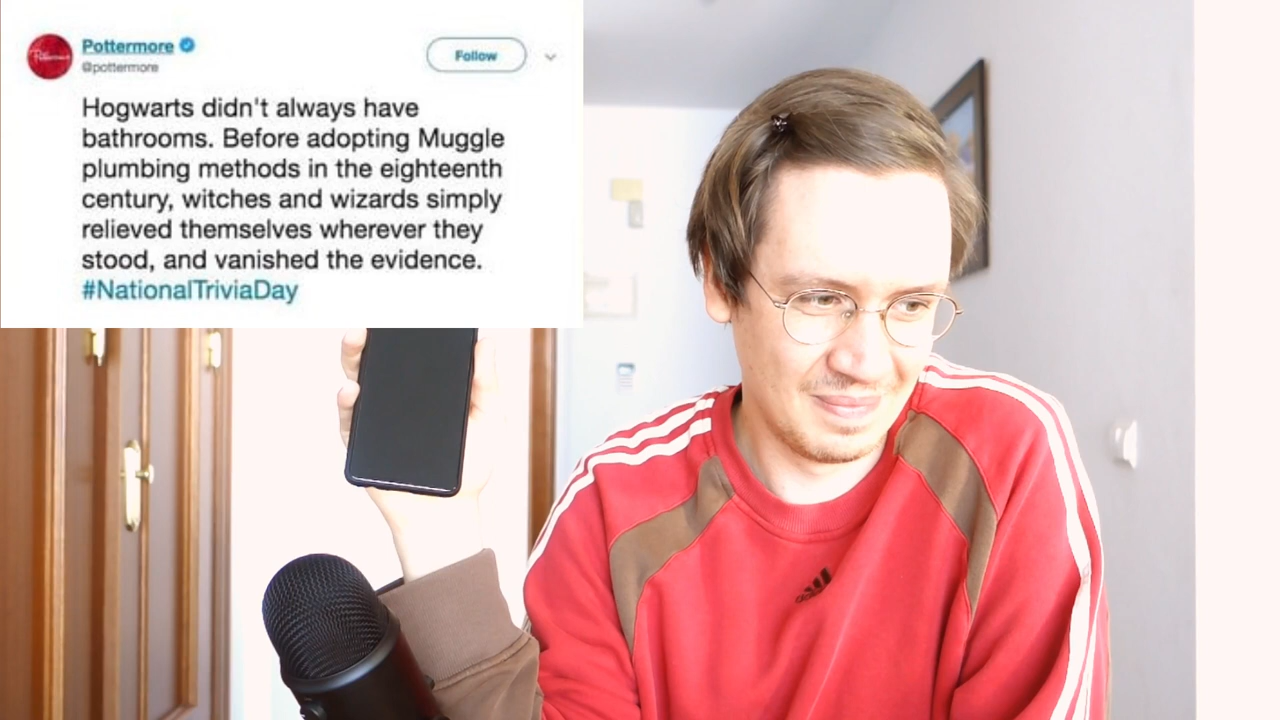 Pottermore
@pottermore
Follow
Hogwarts didn't always have
bathrooms. Before adopting Muggle
plumbing methods in the eighteenth
century, witches and wizards simply
relieved themselves wherever they
stood, and vanished the evidence.
#NationalTriviaDay
adidas